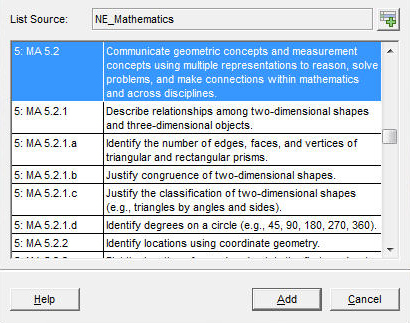 List Source: NE_Mathematics
5: MA 5.2 Communicate geometric concepts and measurement
concepts using multiple representations to reason, solve
problems, and make connections within mathematics
and across disciplines.
5: MA 5.2.1 Describe relationships among two-dimensional shapes
and three-dimensional objects.
5: MA 5.2.1.a Identify the number of edges, faces, and vertices of
triangular and rectangular prisms.
5: MA 5.2.1.b Justify congruence of two-dimensional shapes.
5: MA 5.2.1.c Justify the classification of two-dimensional shapes
(e.g., triangles by angles and sides).
5: MA 5.2.1.d Identify degrees on a circle (e.g., 45, 90, 180, 270, 360).
5: MA 5.2.2 Identify locations using coordinate geometry.
Help Add Cancel